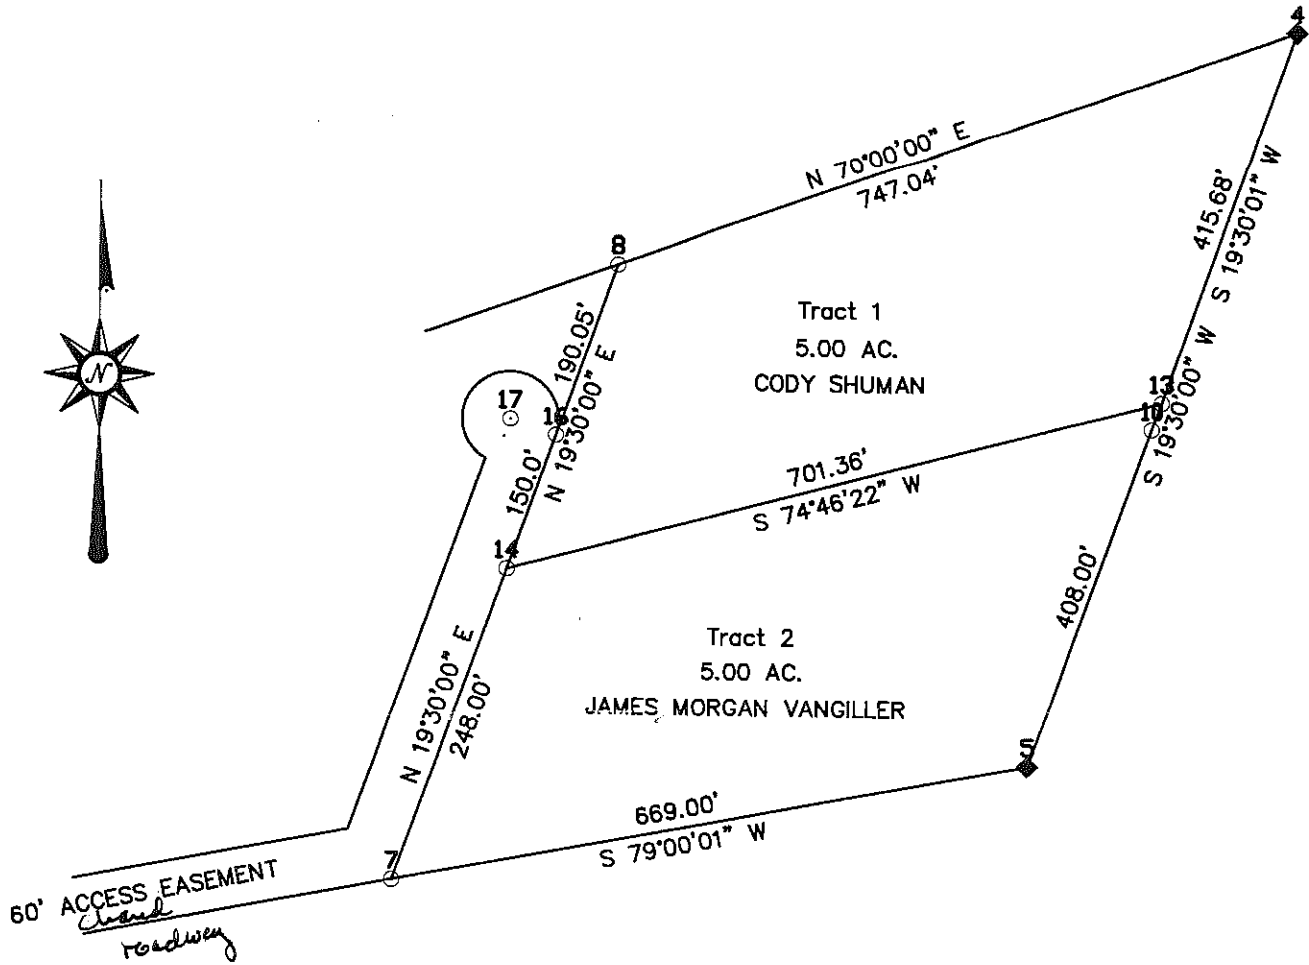 4
N 70°00'00" E
747.04'
415.68'
S 19°30'01" W
8
190.05'
N 19°30'00" E
Tract 1
5.00 AC.
CODY SHUMAN
N
17
16
13
10
S 19°30'00" W
150.0'
701.36'
S 74°46'22" W
14
408.00'
N 19°30'00" E
248.00'
Tract 2
5.00 AC.
JAMES MORGAN VANGILLER
5
669.00'
S 79°00'01" W
7
60' ACCESS EASEMENT
roadway